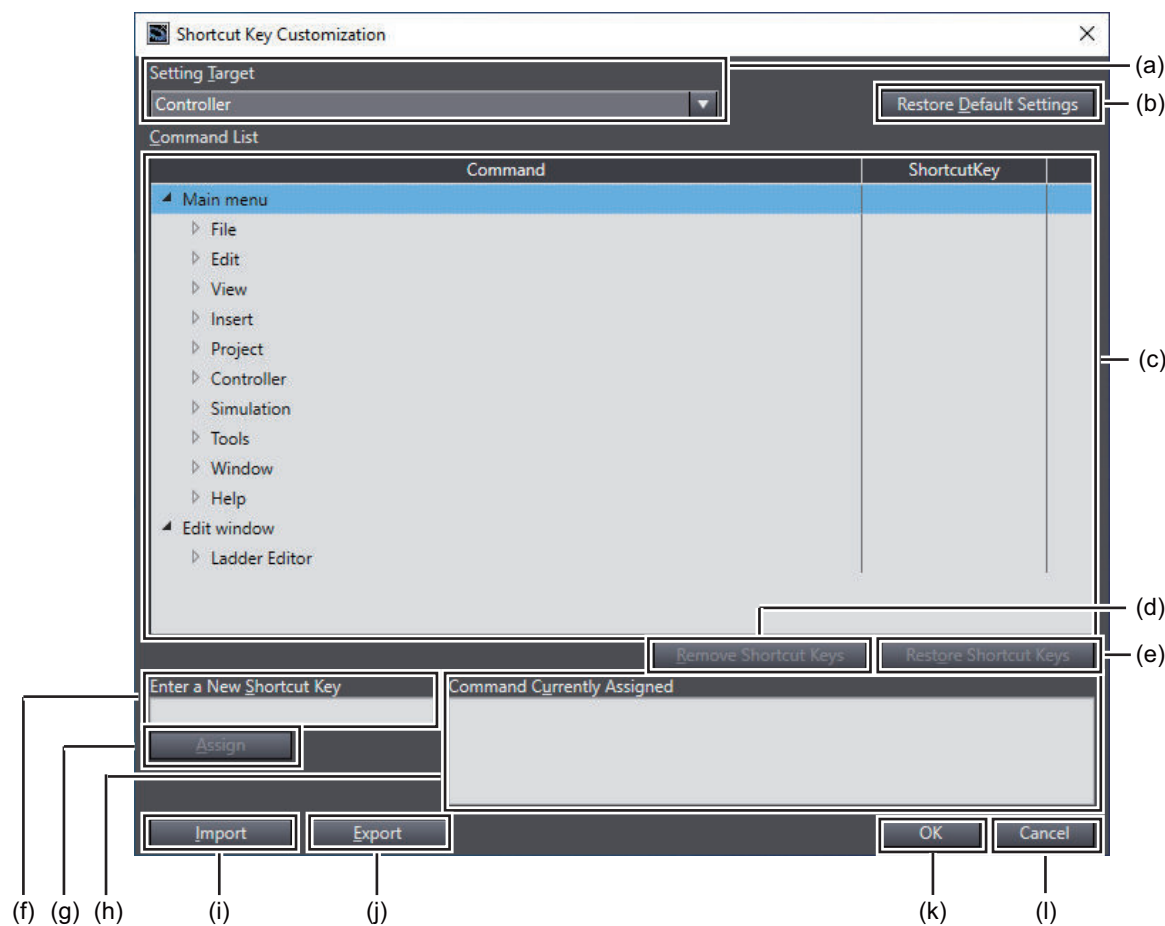 Shortcut Key Customization
Setting Target
(a)
Controller
Restore Default Settings
(b)
Command List
Command ShortcutKey
Main menu
File
Edit
View
Insert
Project
(c)
Controller
Simulation
Tools
Window
Help
Edit window
Ladder Editor
(d)
Remove Shortcut Keys
Restore Shortcut Keys
(e)
Enter a New Shortcut Key
Command Currently Assigned
Assign
Import
Export
OK
Cancel
(f) (g) (h) (i) (j) (k) (l)